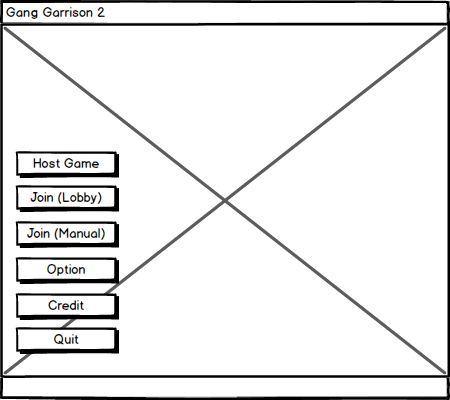 Gang Garrison 2
Host Game
Join (Lobby)
Join (Manual)
Option
Credit
Quit